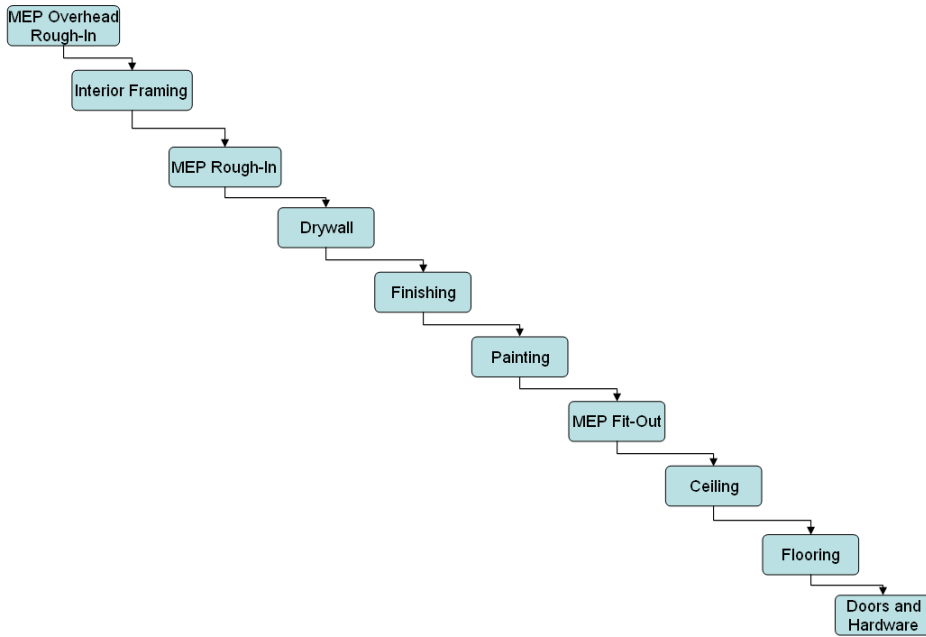 MEP Overhead
Rough-In
Interior Framing
MEP Rough-In
Drywall
Finishing
Painting
MEP Fit-Out
Ceiling
Flooring
Doors and
Hardware